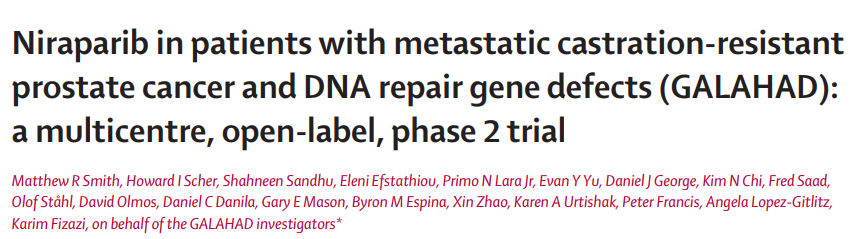 Niraparib in patients with metastatic castration-resistant
prostate cancer and DNA repair gene defects (GALAHAD):
a multicentre, open-label, phase 2 trial
Matthew R Smith, Howard I Scher, Shahneen Sandhu, Eleni Efstathiou, Primo N Lara Jr, Evan Y Yu, Daniel J George, Kim N Chi, Fred Saad,
Olof Ståhl, David Olmos, Daniel C Danila, Gary E Mason, Byron M Espina, Xin Zhao, Karen A Urtishak, Peter Francis, Angela Lopez-Gitlitz,
Karim Fizazi, on behalf of the GALAHAD investigators*